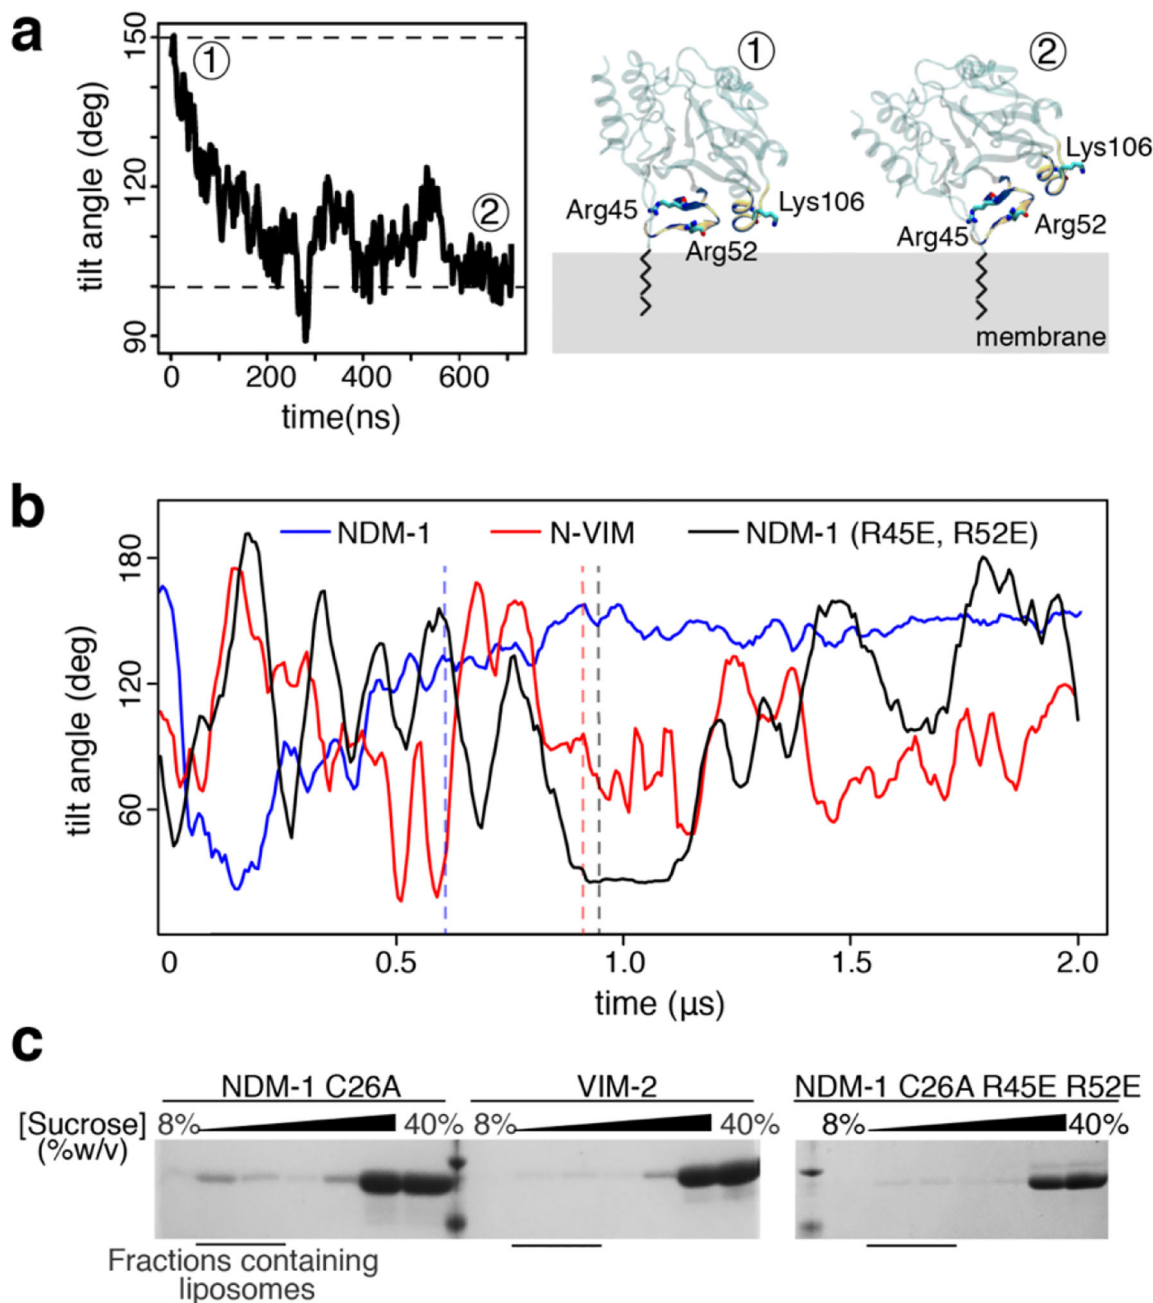 a
150
120
90
tilt angle (deg)
1
2
0 200 400 600
time(ns)
1
2
Arg45
Lys106
Arg52
Arg45
Lys106
Arg52
membrane
b
NDM-1 N-VIM NDM-1 (R45E, R52E)
180
120
60
tilt angle (deg)
0 0.5 1.0 1.5 2.0
time (µs)
c
NDM-1 C26A VIM-2 NDM-1 C26A R45E R52E
[Sucrose] 8% 40% 8% 40% 8% 40%
(%w/v)
Fractions containing
liposomes